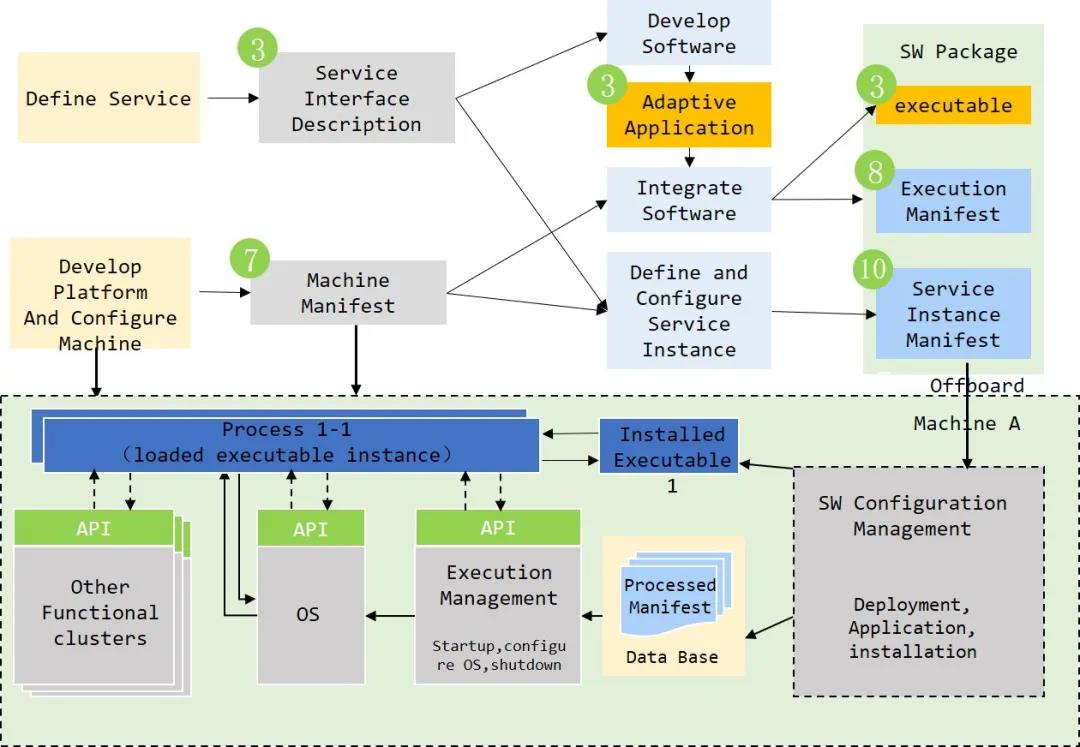 Define Service
3
Service
Interface
Description
Develop
Software
3
Adaptive
Application
Integrate
Software
SW Package
3
executable
8
Execution
Manifest
Develop
Platform
And Configure
Machine
7
Machine
Manifest
Define and
Configure
Service
Instance
10
Service
Instance
Manifest
Offboard
Machine A
Process 1-1
（loaded executable instance）
Installed
Executable
1
SW Configuration
Management
Deployment,
Application,
installation
API
Other
Functional
clusters
API
OS
API
Execution
Management
Startup,configu
re OS,shutdown
Processed
Manifest
Data Base